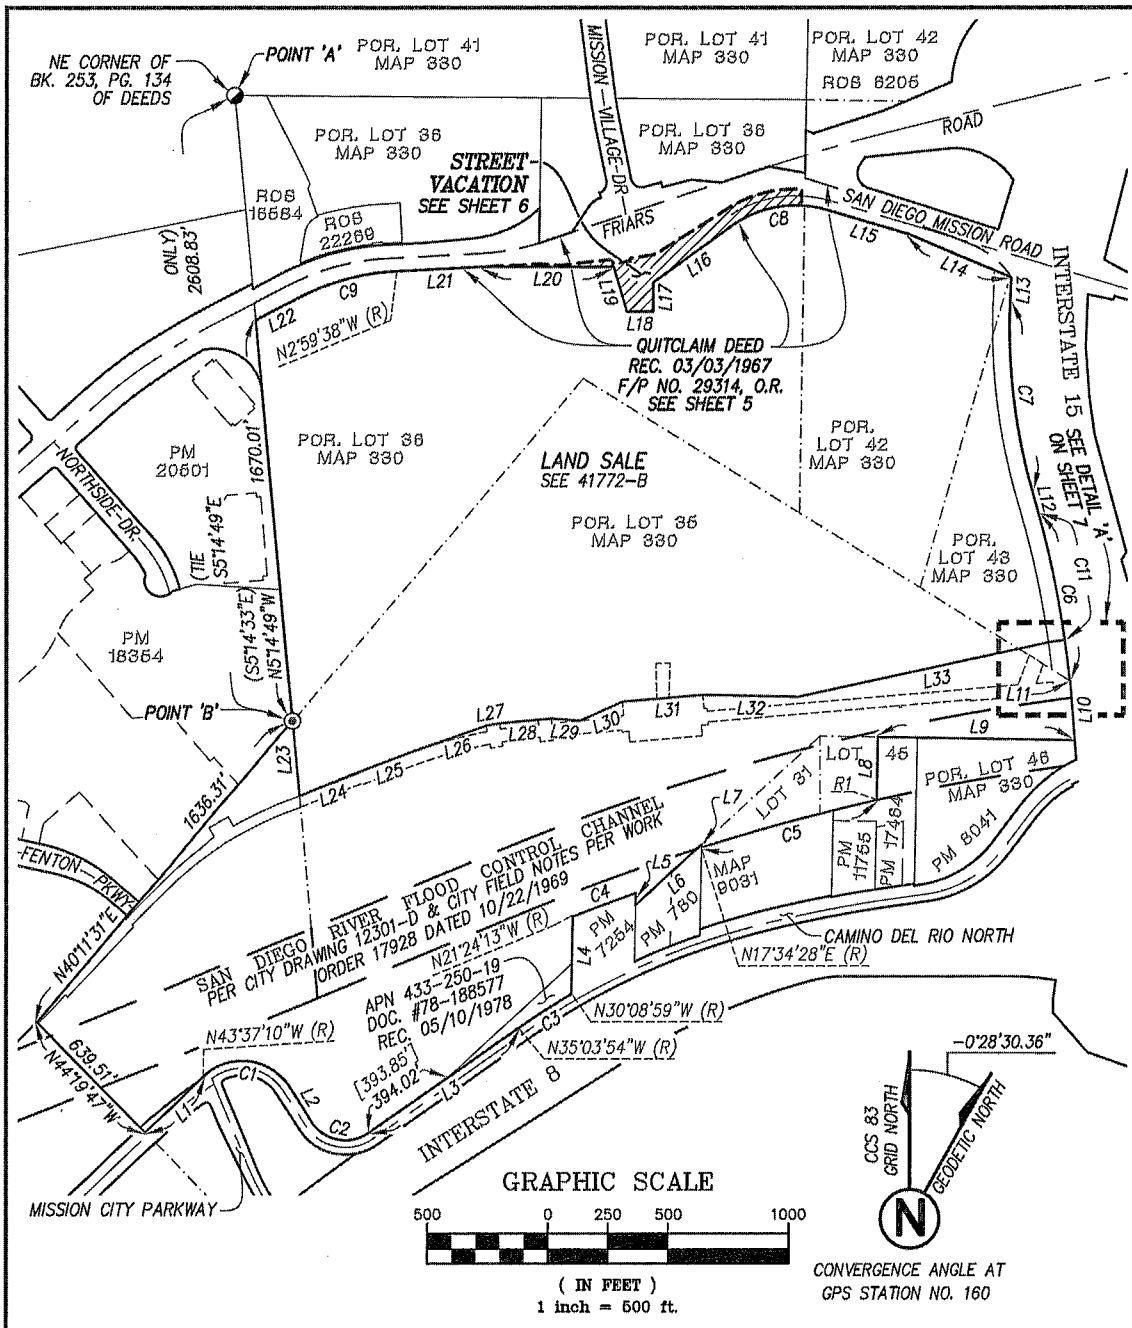 NE CORNER OF
BK. 253, PG. 134
OF DEEDS
POINT 'A'
POR. LOT 41
MAP 330
MISSION VILLAGE DR
POR. LOT 41
MAP 330
POR. LOT 42
MAP 330
ROS 6205
ROAD
POR. LOT 36
MAP 330
POR. LOT 36
MAP 330
STREET
VACATION
SEE SHEET 6
ROS
16684
ROS
22269
ONLY)
2608.83'
FRIARS
C8
SAN DIEGO MISSION ROAD
L15
L14
L13
INTERSTATE 15
L16
L17
L18
L19
L20
L21
C9
L22
N2°59'38"W (R)
QUITCLAIM DEED
REC. 03/03/1967
F/P NO. 29314, O.R.
SEE SHEET 5
C7
SEE DETAIL 'A'
ON SHEET 7
PM
20501
NORTHSIDE DR.
1670.01'
POR. LOT 36
MAP 330
LAND SALE
SEE 41772-B
POR.
LOT 42
MAP 330
POR. LOT 35
MAP 330
L12
POR.
LOT 43
MAP 330
C11
C6
(TIE
S5°14'49"E
(S5°14'33"E)
N5°14'49"W
PM
18354
POINT 'B'
L33
L11
L10
L31
L32
L30
L29
L28
L27
L26
L25
L24
L23
L9
L8
LOT
45
POR. LOT 46
MAP 330
LOT 31
R1
L7
1636.31'
FENTON PKWY
SAN DIEGO RIVER FLOOD CONTROL CHANNEL
PER CITY DRAWING 12301-D & CITY FIELD NOTES PER WORK
ORDER 17928 DATED 10/22/1969
C5
L5
L6
C4
PM
11755
PM 17464
PM 8041
MAP
9031
PM 780
PM
7254
L4
CAMINO DEL RIO NORTH
N17°34'28"E (R)
N40°11'31"E
N21°24'13"W (R)
APN 433-250-19
DOC. #78-188577
REC. 05/10/1978
N30°08'59"W (R)
N43°37'10"W (R)
[393.85']
394.02'
C3
N35°03'54"W (R)
639.51'
N44°19'47"W
L1
C1
L2
C2
L3
INTERSTATE 8
MISSION CITY PARKWAY
-0°28'30.36"
CCS 83
GRID NORTH
GEODETIC NORTH
N
CONVERGENCE ANGLE AT
GPS STATION NO. 160
GRAPHIC SCALE
500 0 250 500 1000
( IN FEET )
1 inch = 500 ft.